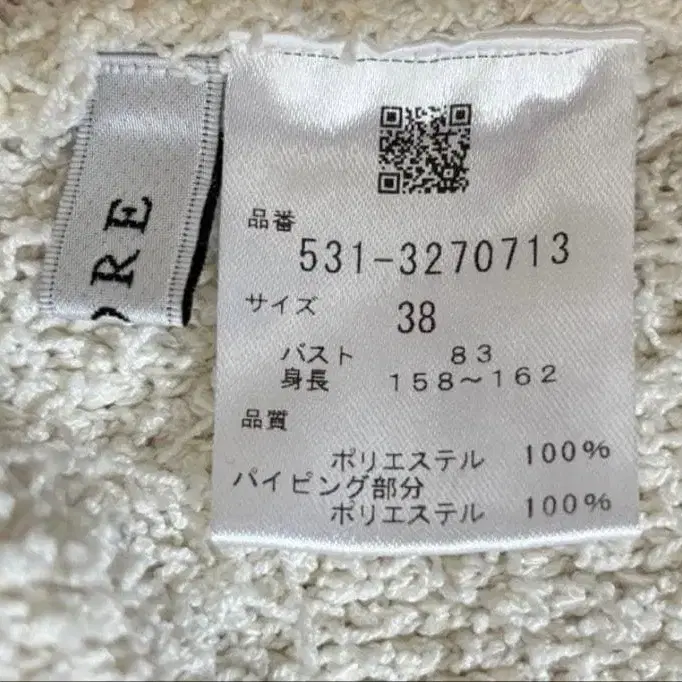 ORE
品番
531-3270713
サイズ
38
バスト 83
身長 158～162
品質
ポリエステル 100%
パイピング部分
ポリエステル 100%